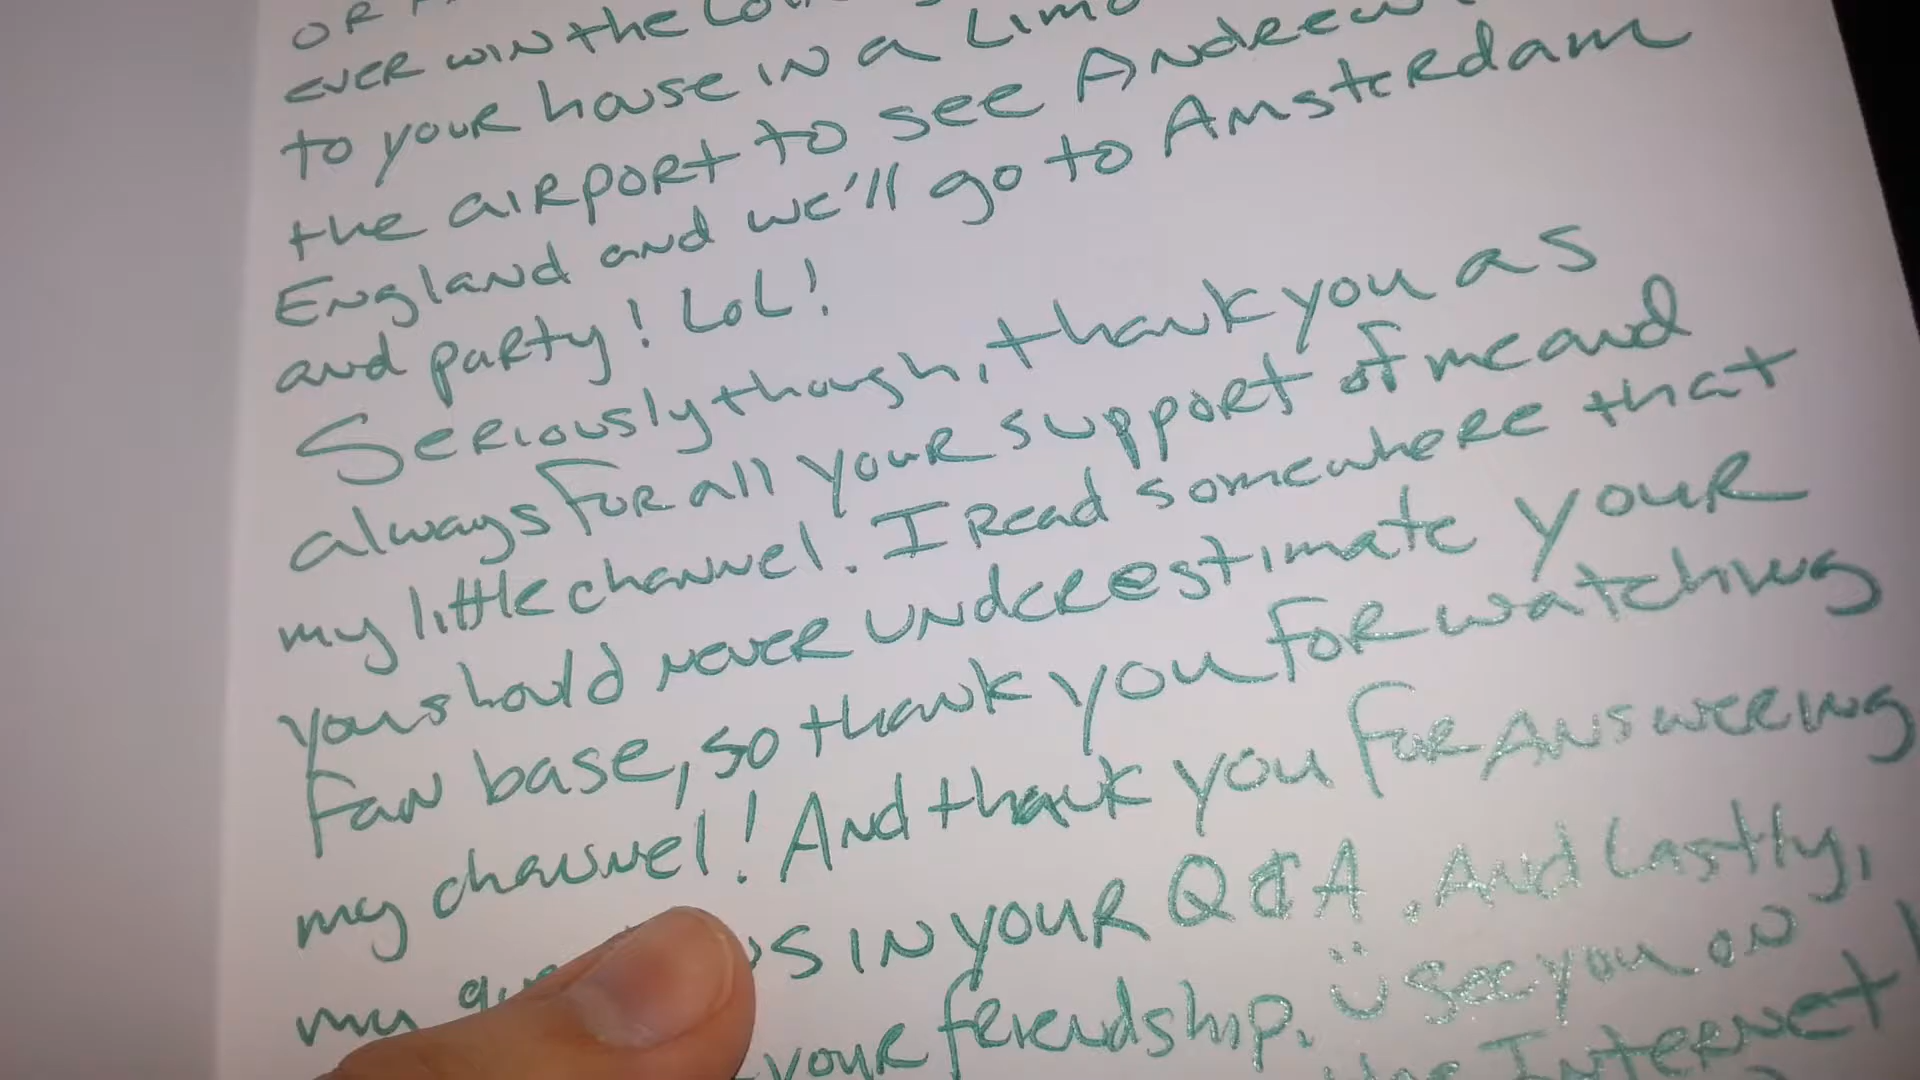 OR
EVER WIN the
to your house IN a Limo
the airport to see Andrew
England and we'll go to Amsterdam
and party! LOL!
Seriously though, thank you as
always for all your support of me and
my little channel. I read somewhere that
you should never underestimate your
fan base, so thank you for watching
my channel! And thank you for answering
my IN your Q&A. And Lastly,
your freiendship. ü See you on
Internet